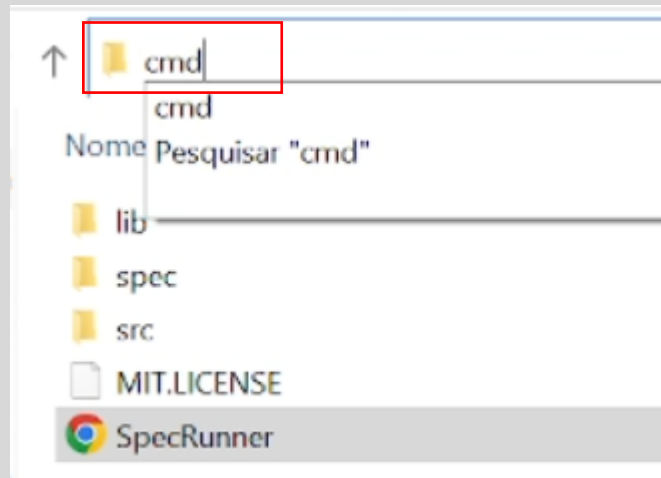 cmd
cmd
Nome
Pesquisar "cmd"
lib
spec
src
MIT.LICENSE
SpecRunner